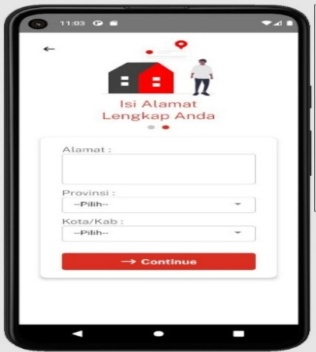 11:03
Isi Alamat
Lengkap Anda
Alamat :
Provinsi :
--Pilih--
Kota/Kab :
--Pilih--
→ Continue